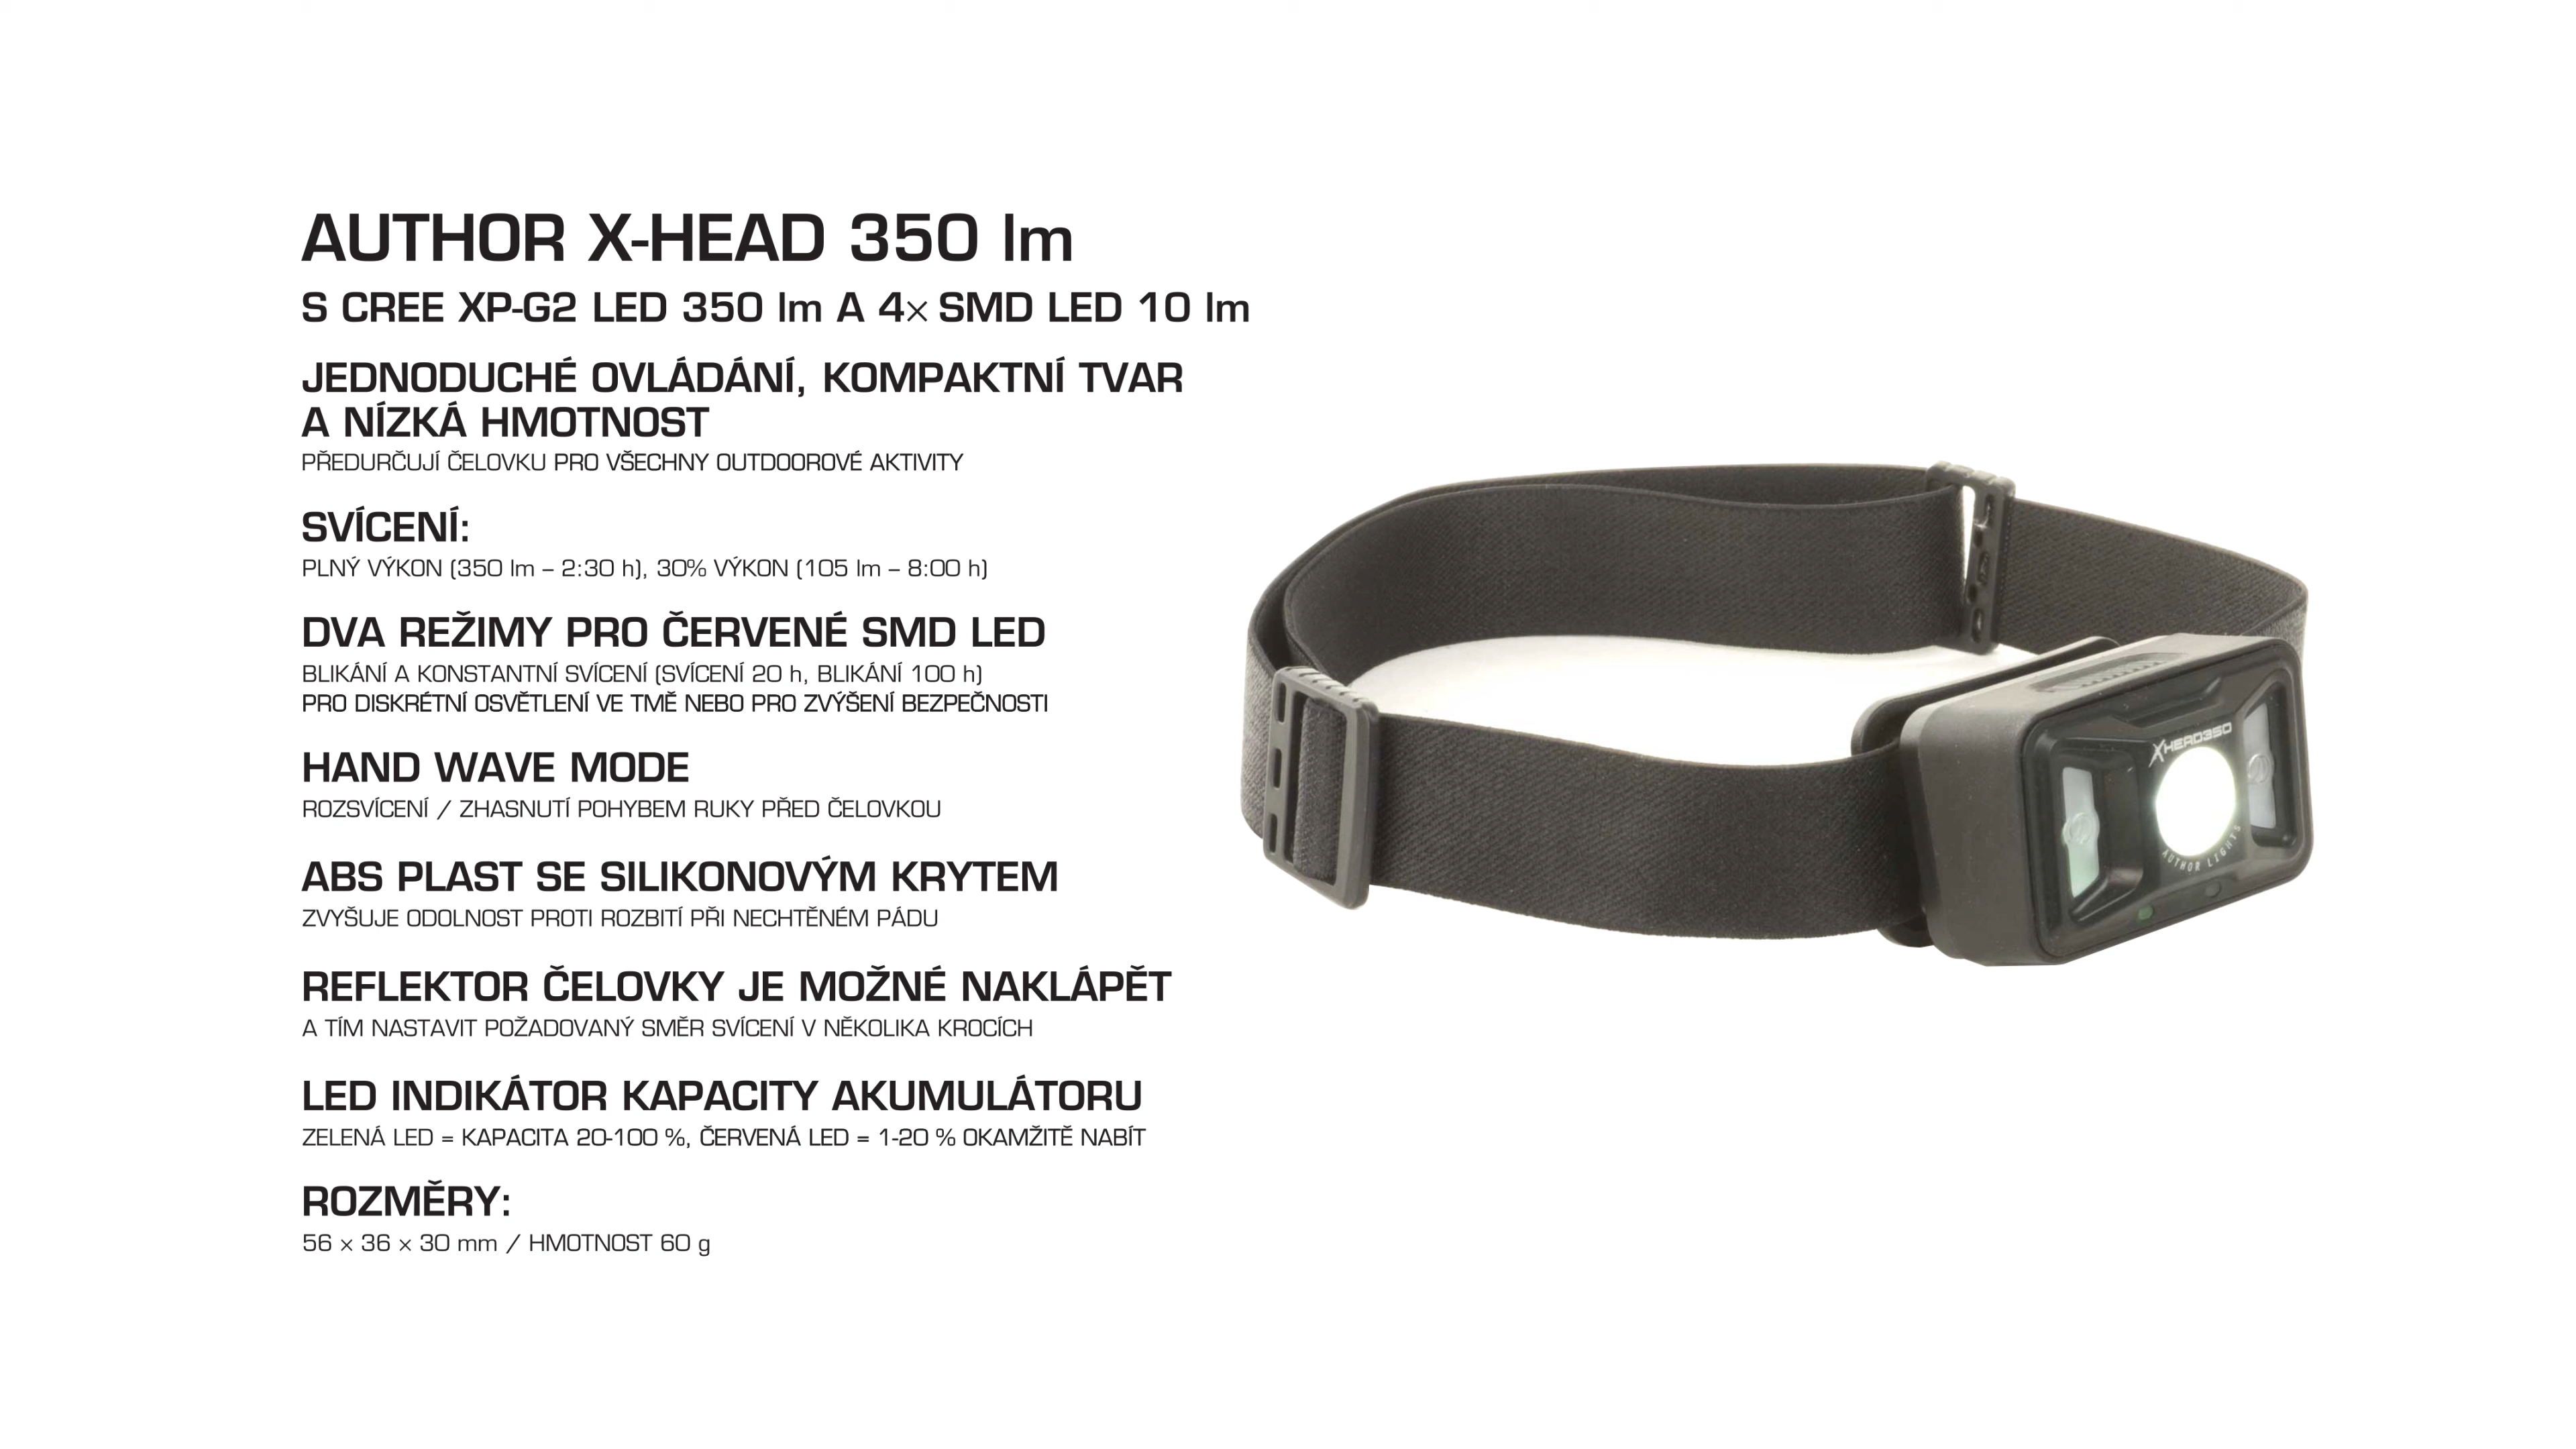 AUTHOR X-HEAD 350 lm
S CREE XP-G2 LED 350 lm A 4× SMD LED 10 lm
JEDNODUCHÉ OVLÁDÁNÍ, KOMPAKTNÍ TVAR
A NÍZKÁ HMOTNOST
PŘEDURČUJÍ ČELOVKU PRO VŠECHNY OUTDOOROVÉ AKTIVITY
SVÍCENÍ:
PLNÝ VÝKON (350 lm – 2:30 h), 30% VÝKON (105 lm – 8:00 h)
DVA REŽIMY PRO ČERVENÉ SMD LED
BLIKÁNÍ A KONSTANTNÍ SVÍCENÍ (SVÍCENÍ 20 h, BLIKÁNÍ 100 h)
PRO DISKRÉTNÍ OSVĚTLENÍ VE TMĚ NEBO PRO ZVÝŠENÍ BEZPEČNOSTI
HAND WAVE MODE
ROZSVÍCENÍ / ZHASNUTÍ POHYBEM RUKY PŘED ČELOVKOU
ABS PLAST SE SILIKONOVÝM KRYTEM
ZVYŠUJE ODOLNOST PROTI ROZBITÍ PŘI NECHTĚNÉM PÁDU
REFLEKTOR ČELOVKY JE MOŽNÉ NAKLÁPĚT
A TÍM NASTAVIT POŽADOVANÝ SMĚR SVÍCENÍ V NĚKOLIKA KROCÍCH
LED INDIKÁTOR KAPACITY AKUMULÁTORU
ZELENÁ LED = KAPACITA 20-100 %, ČERVENÁ LED = 1-20 % OKAMŽITĚ NABÍT
ROZMĚRY:
56 × 36 × 30 mm / HMOTNOST 60 g
XHEAD350
AUTHOR LIGHTS